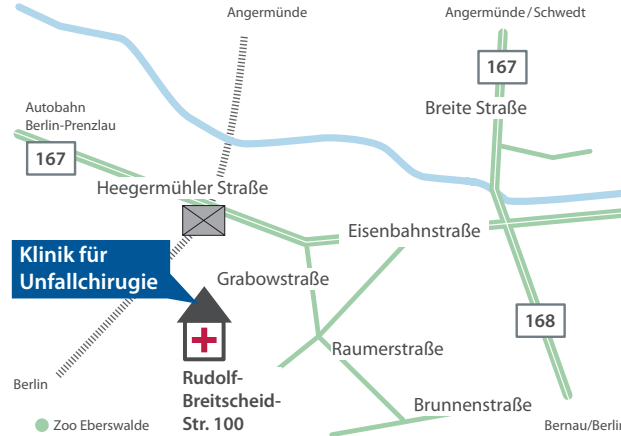 Angermünde
Angermünde/Schwedt
167
Breite Straße
Autobahn
Berlin-Prenzlau
167
Heegermühler Straße
Eisenbahnstraße
Klinik für
Unfallchirugie
Grabowstraße
168
Raumerstraße
Rudolf-
Breitscheid-
Str. 100
Berlin
Brunnenstraße
Zoo Eberswalde
Bernau/Berlin